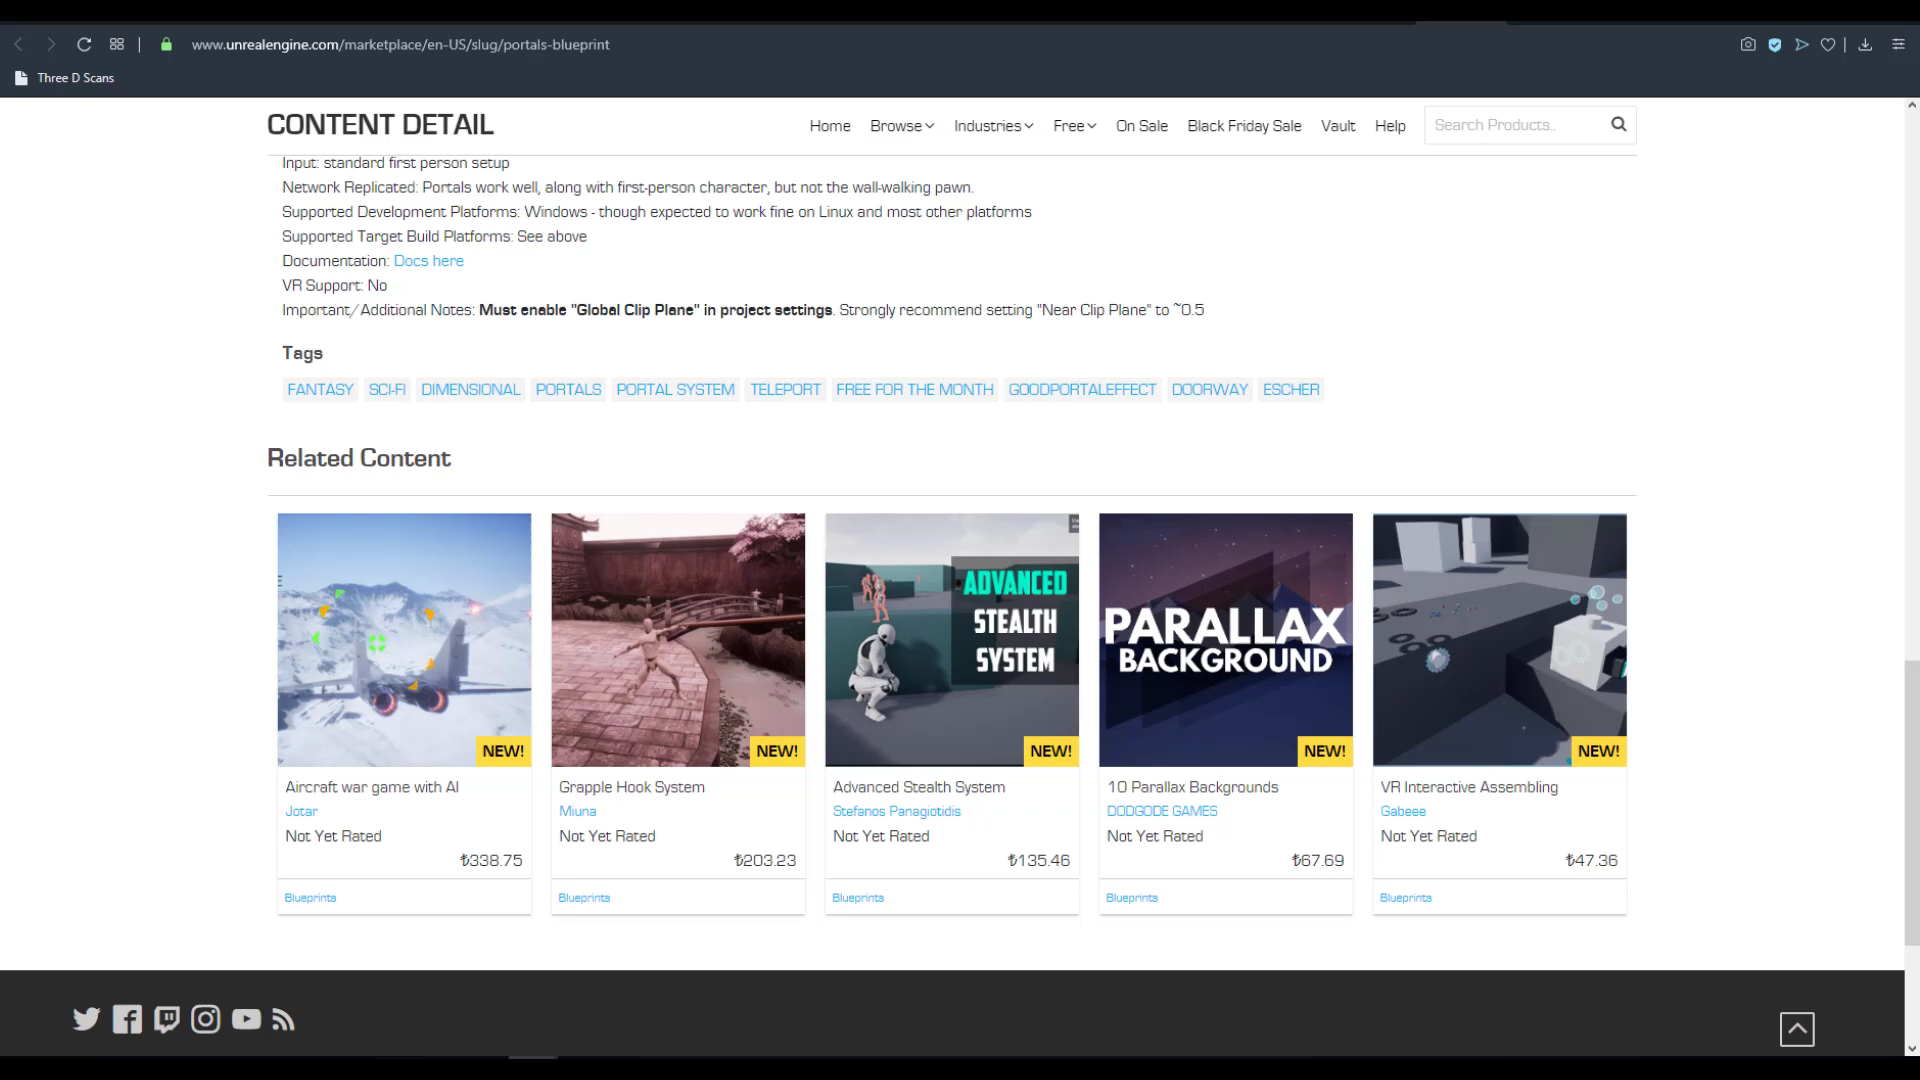 www.unrealengine.com/marketplace/en-US/slug/portals-blueprint
Three D Scans
CONTENT DETAIL
Home Browse Industries Free On Sale Black Friday Sale Vault Help Search Products..
Input: standard first person setup
Network Replicated: Portals work well, along with first-person character, but not the wall-walking pawn.
Supported Development Platforms: Windows - though expected to work fine on Linux and most other platforms
Supported Target Build Platforms: See above
Documentation: Docs here
VR Support: No
Important/Additional Notes: Must enable "Global Clip Plane" in project settings. Strongly recommend setting "Near Clip Plane" to ~0.5
Tags
FANTASY SCI-FI DIMENSIONAL PORTALS PORTAL SYSTEM TELEPORT FREE FOR THE MONTH GOODPORTALEFFECT DOORWAY ESCHER
Related Content
ADVANCED
STEALTH
SYSTEM
PARALLAX
BACKGROUND
NEW! NEW! NEW! NEW! NEW!
Aircraft war game with AI Grapple Hook System Advanced Stealth System 10 Parallax Backgrounds VR Interactive Assembling
Jotar Miuna Stefanos Panagiotidis DODGODE GAMES Gabeee
Not Yet Rated Not Yet Rated Not Yet Rated Not Yet Rated Not Yet Rated
₺338.75 ₺203.23 ₺135.46 ₺67.69 ₺47.36
Blueprints Blueprints Blueprints Blueprints Blueprints